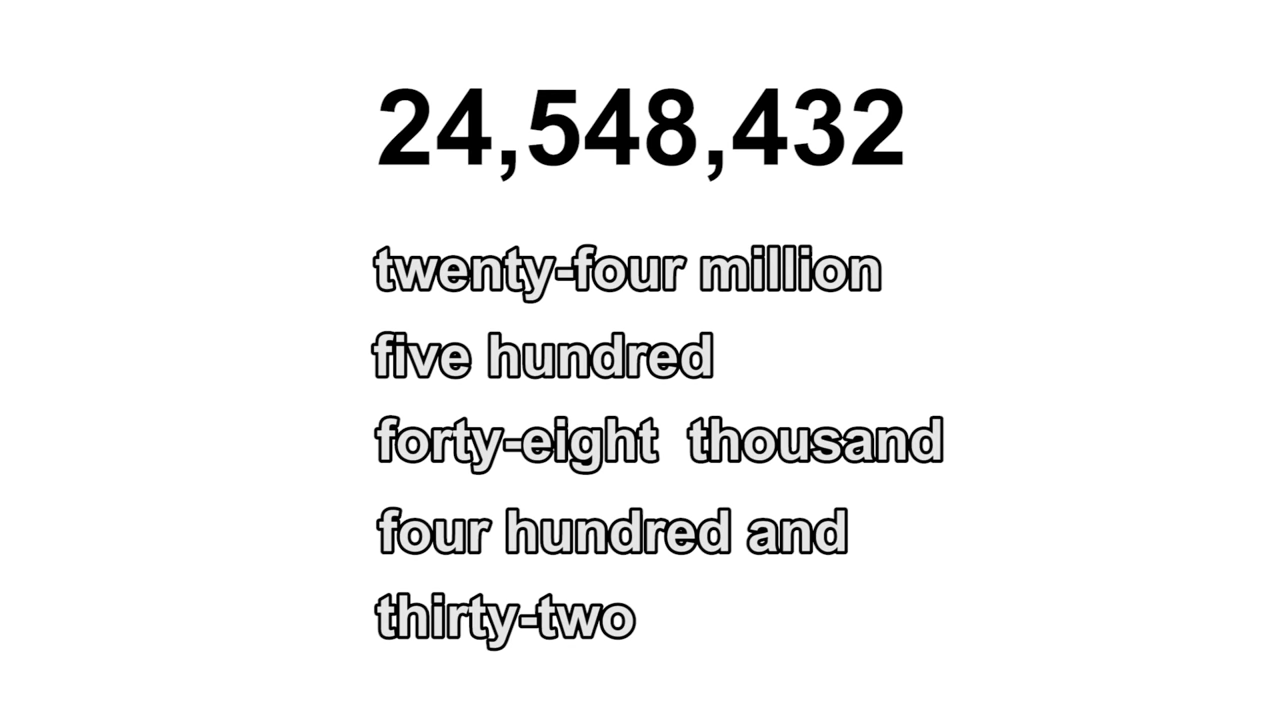 24,548,432
twenty-four million
five hundred
forty-eight thousand
four hundred and
thirty-two